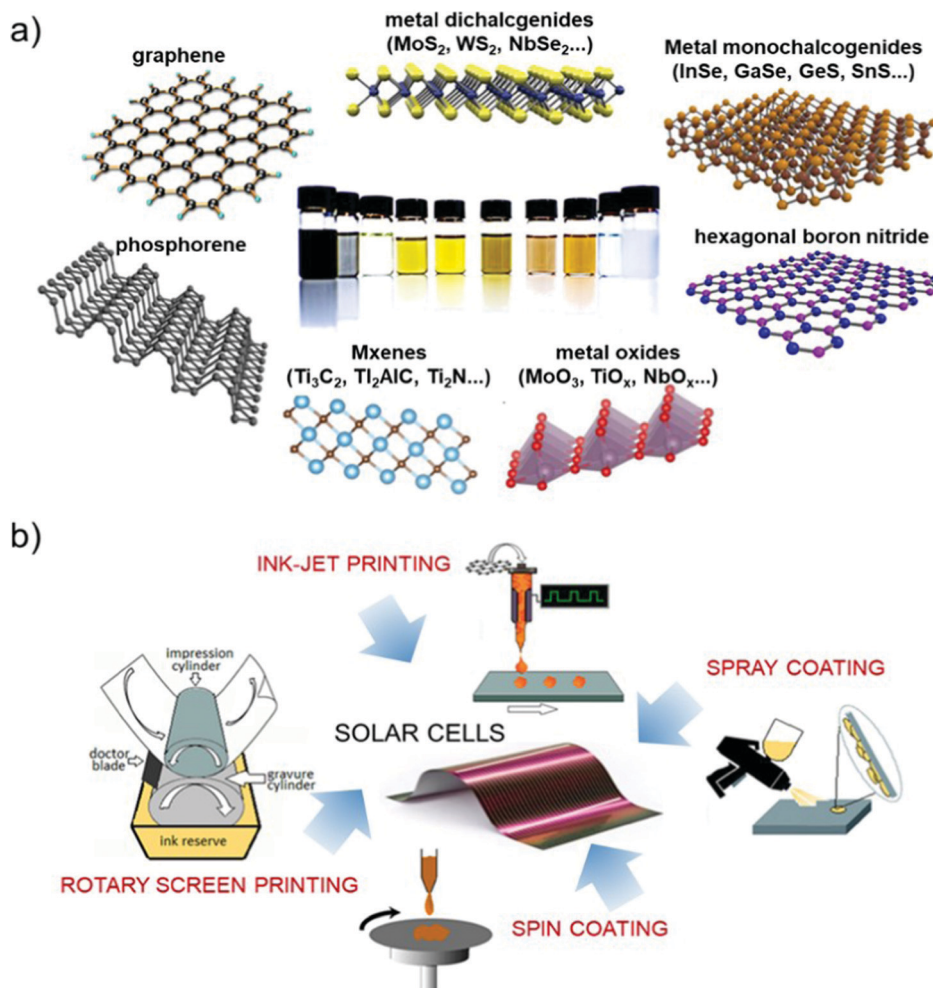 a)
graphene
metal dichalcgenides
(MoS₂, WS₂, NbSe₂...)
Metal monochalcogenides
(InSe, GaSe, GeS, SnS...)
phosphorene
hexagonal boron nitride
Mxenes
(Ti₃C₂, Tl₂AlC, Ti₂N...)
metal oxides
(MoO₃, TiOₓ, NbOₓ...)
b)
INK-JET PRINTING
impression
cylinder
SPRAY COATING
SOLAR CELLS
doctor
blade
gravure
cylinder
Ink reserve
ROTARY SCREEN PRINTING
SPIN COATING